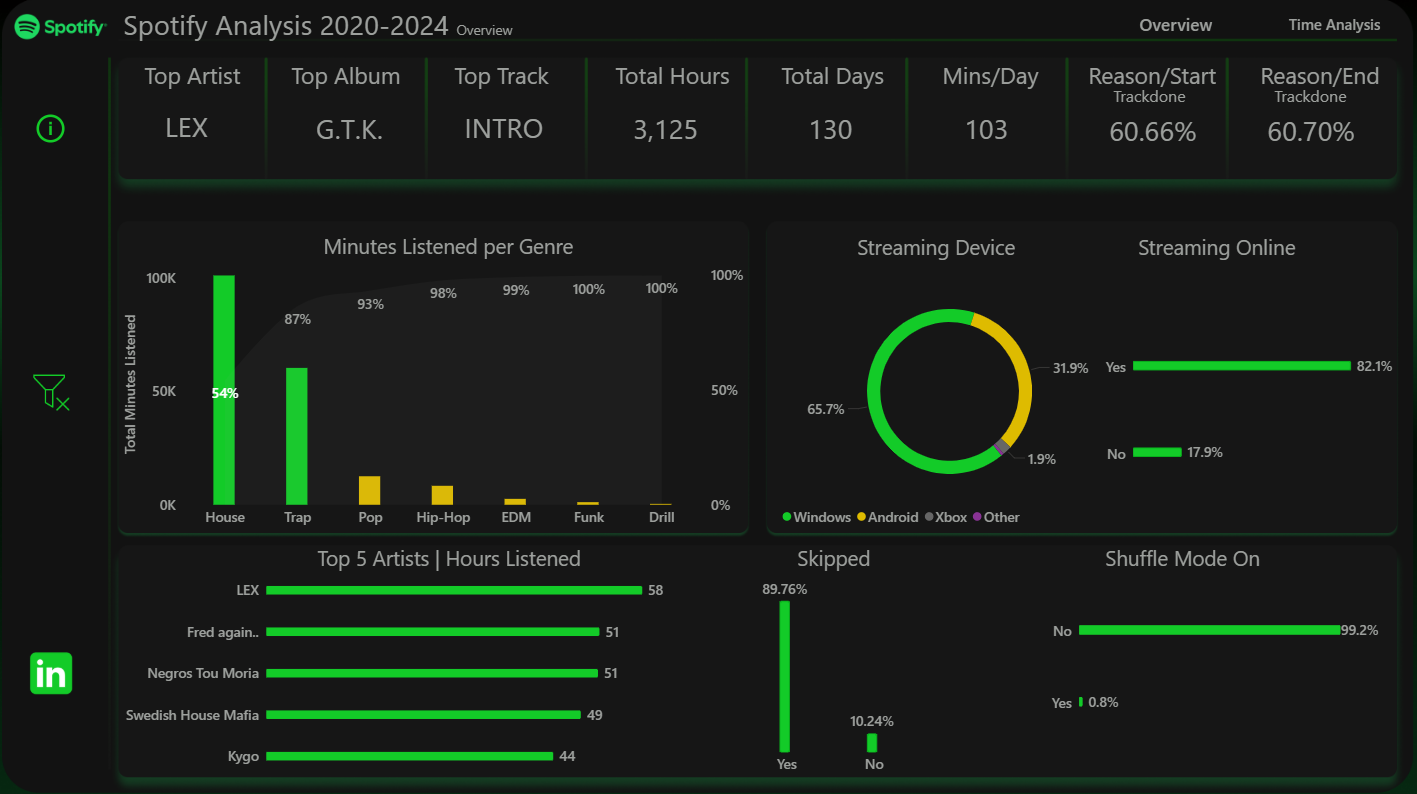 Spotify
Spotify Analysis 2020-2024 Overview
Overview
Time Analysis
Top Artist
LEX
Top Album
G.T.K.
Top Track
INTRO
Total Hours
3,125
Total Days
130
Mins/Day
103
Reason/Start
Trackdone
60.66%
Reason/End
Trackdone
60.70%
Minutes Listened per Genre
Total Minutes Listened
100K
50K
0K
100%
50%
0%
54%
87%
93%
98%
99%
100%
100%
House
Trap
Pop
Hip-Hop
EDM
Funk
Drill
Streaming Device
65.7%
31.9%
1.9%
Windows Android Xbox Other
Streaming Online
Yes 82.1%
No 17.9%
Top 5 Artists | Hours Listened
LEX 58
Fred again.. 51
Negros Tou Moria 51
Swedish House Mafia 49
Kygo 44
Skipped
89.76%
Yes
10.24%
No
Shuffle Mode On
No 99.2%
Yes 0.8%
in